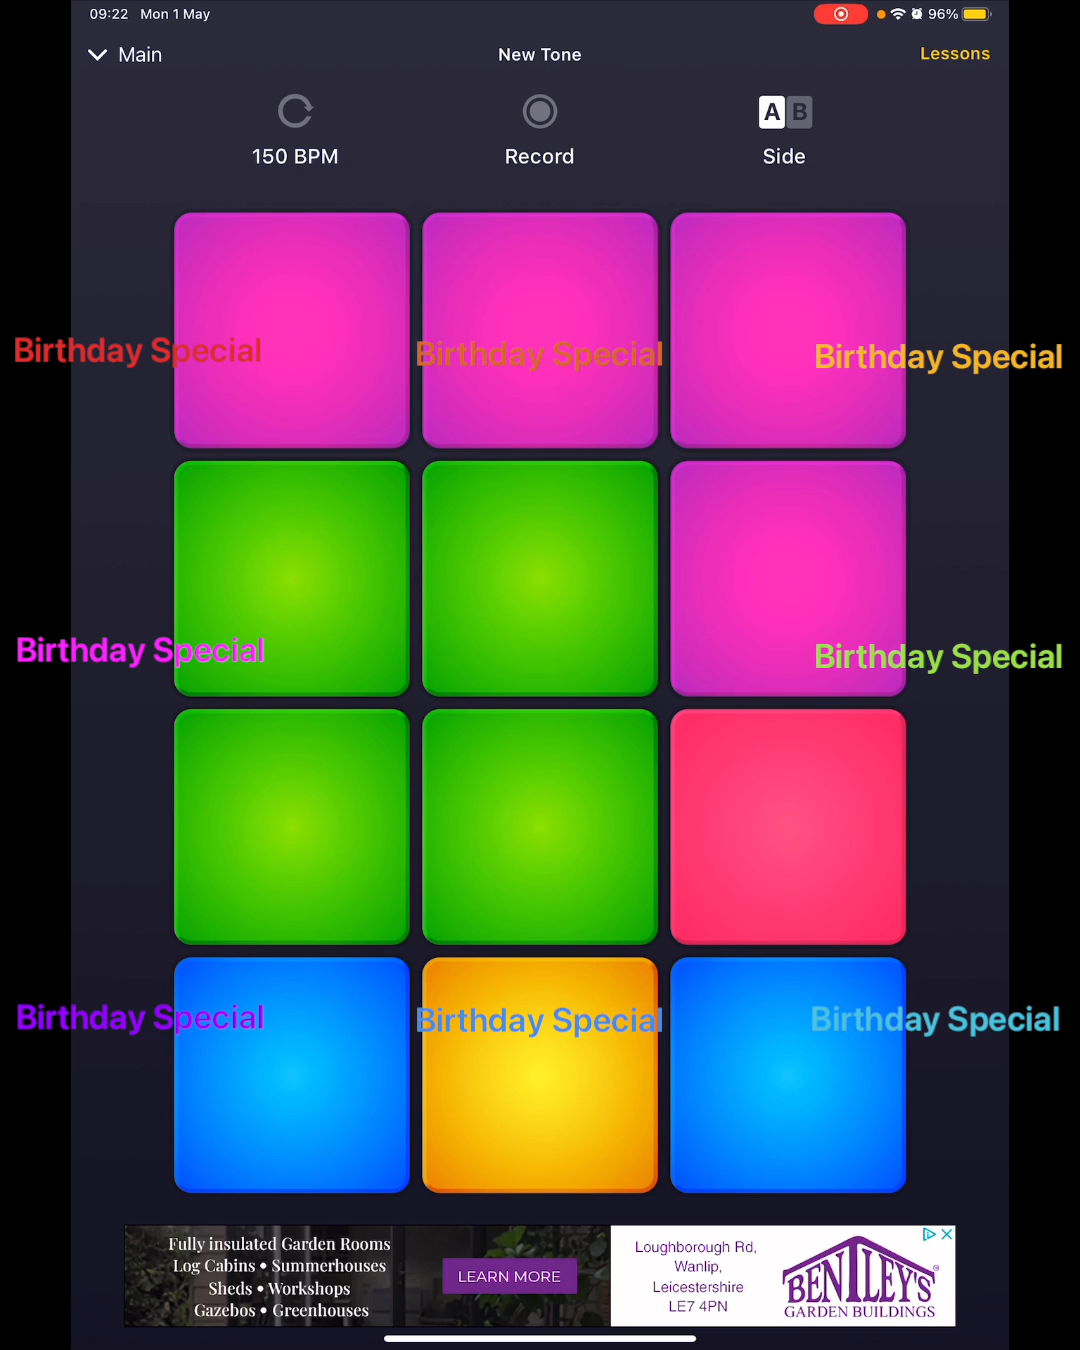 09:22 Mon 1 May
96%
Main
New Tone
Lessons
150 BPM
Record
A B
Side
Birthday Special
Birthday Special
Birthday Special
Birthday Special
Birthday Special
Birthday Special
Birthday Special
Birthday Special
Fully insulated Garden Rooms
Log Cabins • Summerhouses
Sheds • Workshops
Gazebos • Greenhouses
LEARN MORE
Loughborough Rd,
Wanlip,
Leicestershire
LE7 4PN
BENTLEY'S
GARDEN BUILDINGS